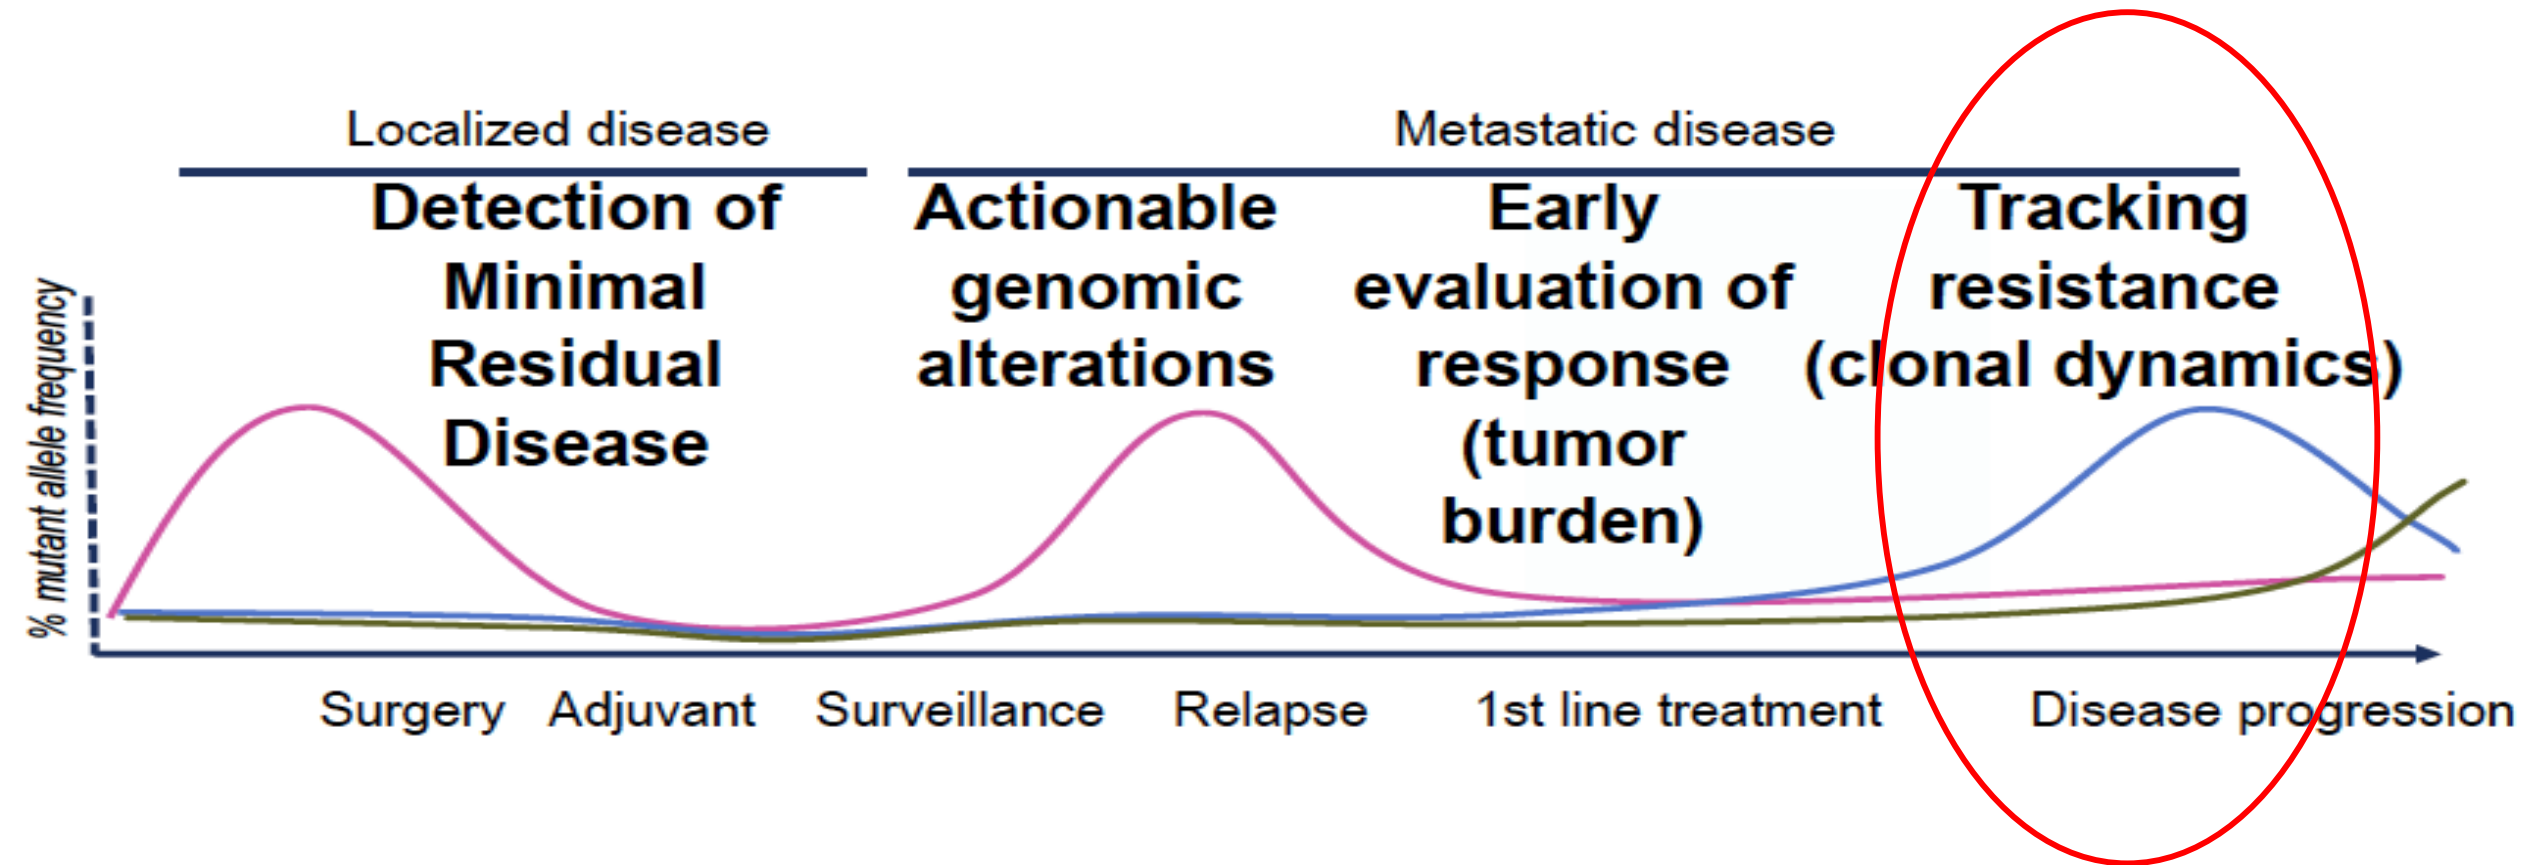 Localized disease
Metastatic disease
Detection of
Minimal
Residual
Disease
Actionable
genomic
alterations
Early
evaluation of
response
(tumor
burden)
Tracking
resistance
(clonal dynamics)
% mutant allele frequency
Surgery
Adjuvant
Surveillance
Relapse
1st line treatment
Disease progression